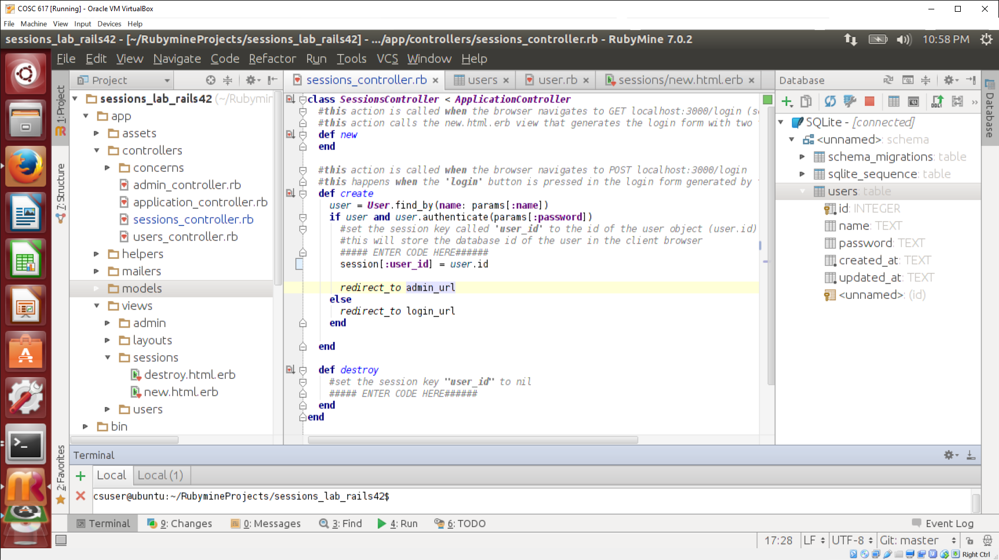 COSC 617 [Running] - Oracle VM VirtualBox
File Machine View Input Devices Help
sessions_lab_rails42 - [~/RubymineProjects/sessions_lab_rails42] - .../app/controllers/sessions_controller.rb - RubyMine 7.0.2
10:58 PM
File Edit View Navigate Code Refactor Run Tools VCS Window Help
1: Project
7: Structure
2: Favorites
Project
sessions_lab_rails42 (~/Rubymin
app
assets
controllers
concerns
admin_controller.rb
application_controller.rb
sessions_controller.rb
users_controller.rb
helpers
mailers
models
views
admin
layouts
sessions
destroy.html.erb
new.html.erb
users
bin
sessions_controller.rb users user.rb sessions/new.html.erb
class SessionsController < ApplicationController
#this action is called when the browser navigates to GET localhost:3000/login (s
#this action calls the new.html.erb view that generates the login form with two
def new
end
#this action is called when the browser navigates to POST localhost:3000/login
#this happens when the 'login' button is pressed in the login form generated by
def create
user = User.find_by(name: params[:name])
if user and user.authenticate(params[:password])
#set the session key called 'user_id' to the id of the user object (user.id)
#this will store the database id of the user in the client browser
##### ENTER CODE HERE######
session[:user_id] = user.id
redirect_to admin_url
else
redirect_to login_url
end
end
def destroy
#set the session key "user_id" to nil
##### ENTER CODE HERE######
end
end
Database
Database
SQLite - [connected]
<unnamed>: schema
schema_migrations: table
sqlite_sequence: table
users: table
id: INTEGER
name: TEXT
password: TEXT
created_at: TEXT
updated_at: TEXT
<unnamed>: (id)
Terminal
Local Local (1)
csuser@ubuntu:~/RubymineProjects/sessions_lab_rails42$
Terminal 9: Changes 0: Messages 3: Find 4: Run 6: TODO Event Log
17:28 LF UTF-8 Git: master
Right Ctrl